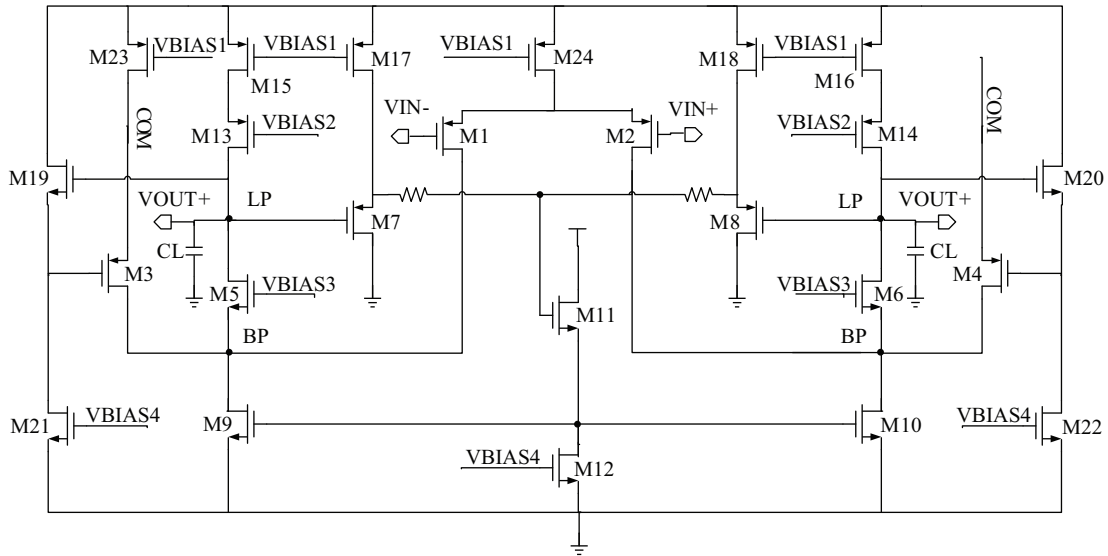 M23
VBIAS1
VBIAS1
M17
VBIAS1
M24
M18
VBIAS1
M15
M16
COM
M13
VBIAS2
VIN-
M1
M2
VIN+
VBIAS2
M14
COM
M19
VOUT+
LP
M7
M8
LP
VOUT+
M20
CL
M3
M5
VBIAS3
M11
VBIAS3
M6
CL
M4
BP
BP
M21
VBIAS4
M9
M10
VBIAS4
M22
VBIAS4
M12